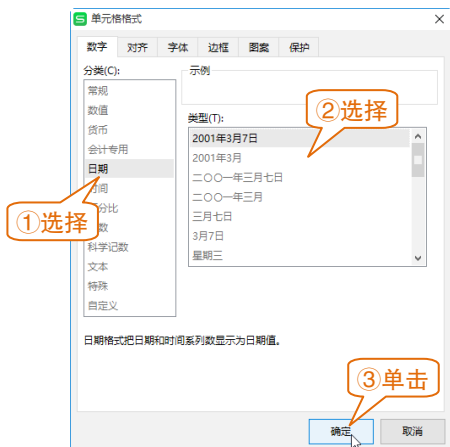 单元格格式
数字 对齐 字体 边框 图案 保护
分类(C):
常规
数值
货币
会计专用
日期
时间
分比
数
科学记数
文本
特殊
自定义
示例
类型(T):
2001年3月7日
2001年3月
二〇〇一年三月七日
二〇〇一年三月
三月七日
3月7日
星期三
①选择
②选择
日期格式把日期和时间系列数显示为日期值。
③单击
确定 取消